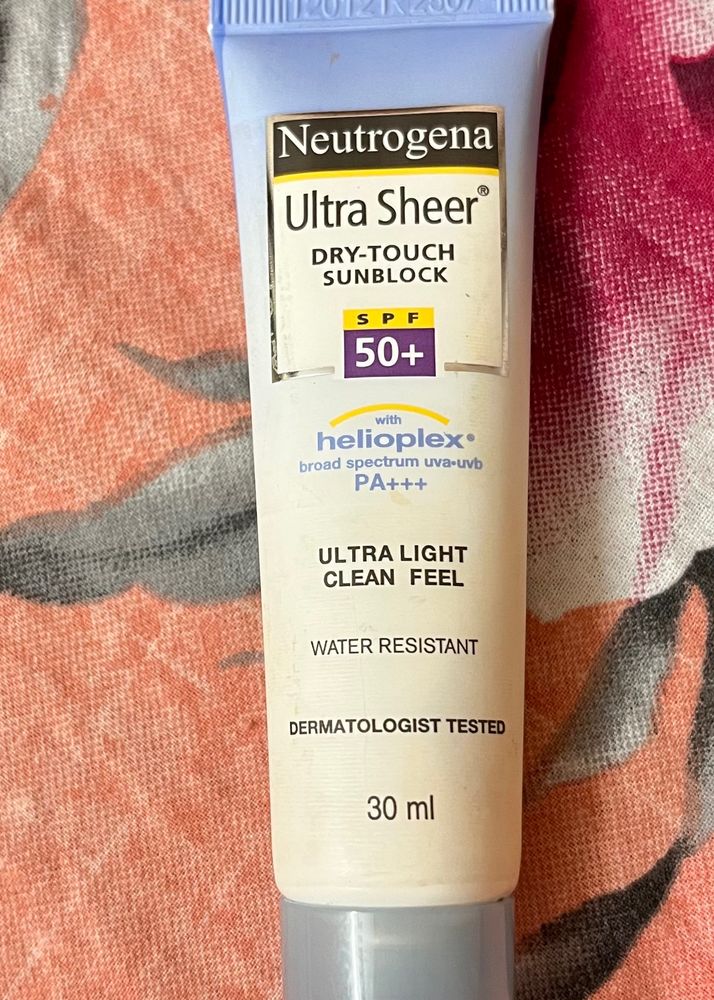 Neutrogena
Ultra Sheer®
DRY-TOUCH
SUNBLOCK
SPF
50+
with
helioplex®
broad spectrum uva•uvb
PA+++
ULTRA LIGHT
CLEAN FEEL
WATER RESISTANT
DERMATOLOGIST TESTED
30 ml